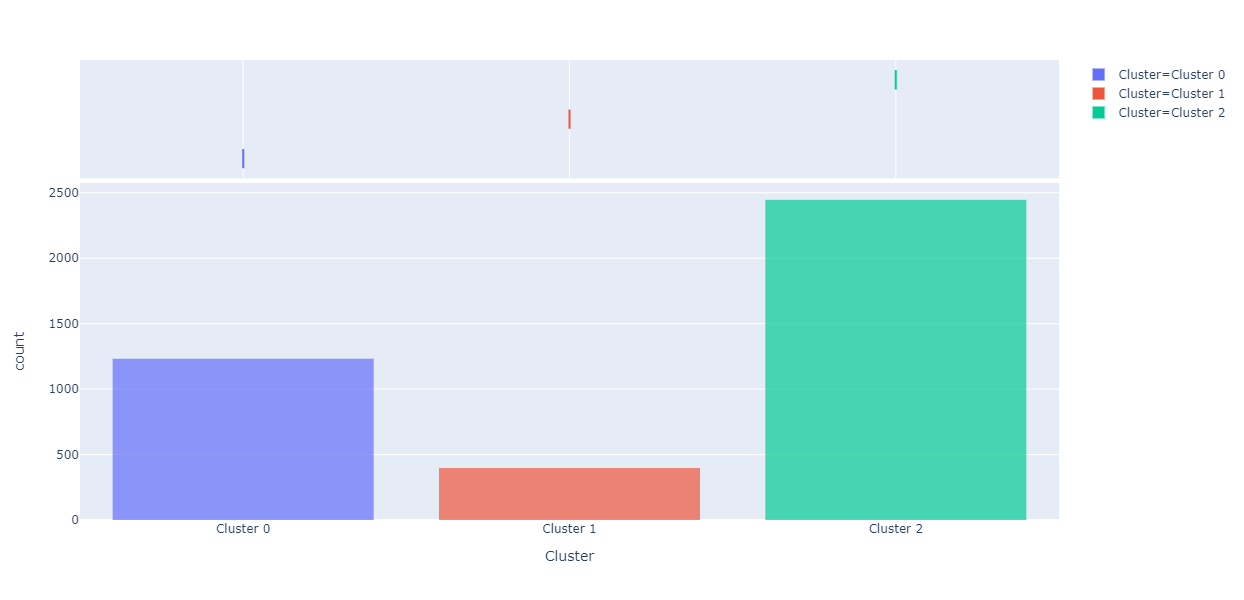 Cluster=Cluster 0
Cluster=Cluster 1
Cluster=Cluster 2
2500
2000
1500
1000
500
0
count
Cluster 0
Cluster 1
Cluster 2
Cluster